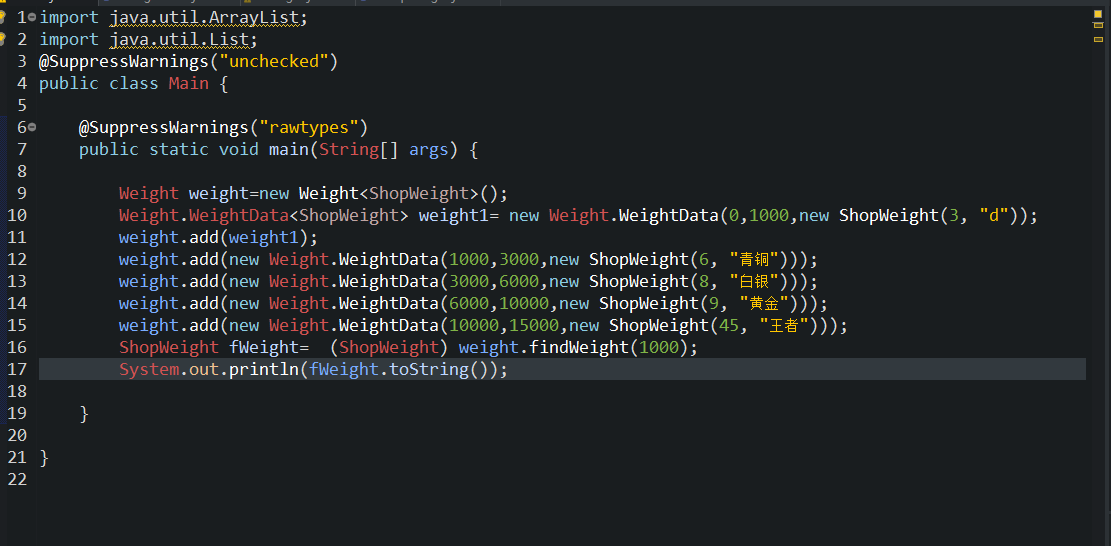 1 import java.util.ArrayList;
2 import java.util.List;
3 @SuppressWarnings("unchecked")
4 public class Main {
5
6     @SuppressWarnings("rawtypes")
7     public static void main(String[] args) {
8
9         Weight weight=new Weight<ShopWeight>();
10         Weight.WeightData<ShopWeight> weight1= new Weight.WeightData(0,1000,new ShopWeight(3, "d"));
11         weight.add(weight1);
12         weight.add(new Weight.WeightData(1000,3000,new ShopWeight(6, "青铜")));
13         weight.add(new Weight.WeightData(3000,6000,new ShopWeight(8, "白银")));
14         weight.add(new Weight.WeightData(6000,10000,new ShopWeight(9, "黄金")));
15         weight.add(new Weight.WeightData(10000,15000,new ShopWeight(45, "王者")));
16         ShopWeight fWeight=  (ShopWeight) weight.findWeight(1000);
17         System.out.println(fWeight.toString());
18
19     }
20
21 }
22